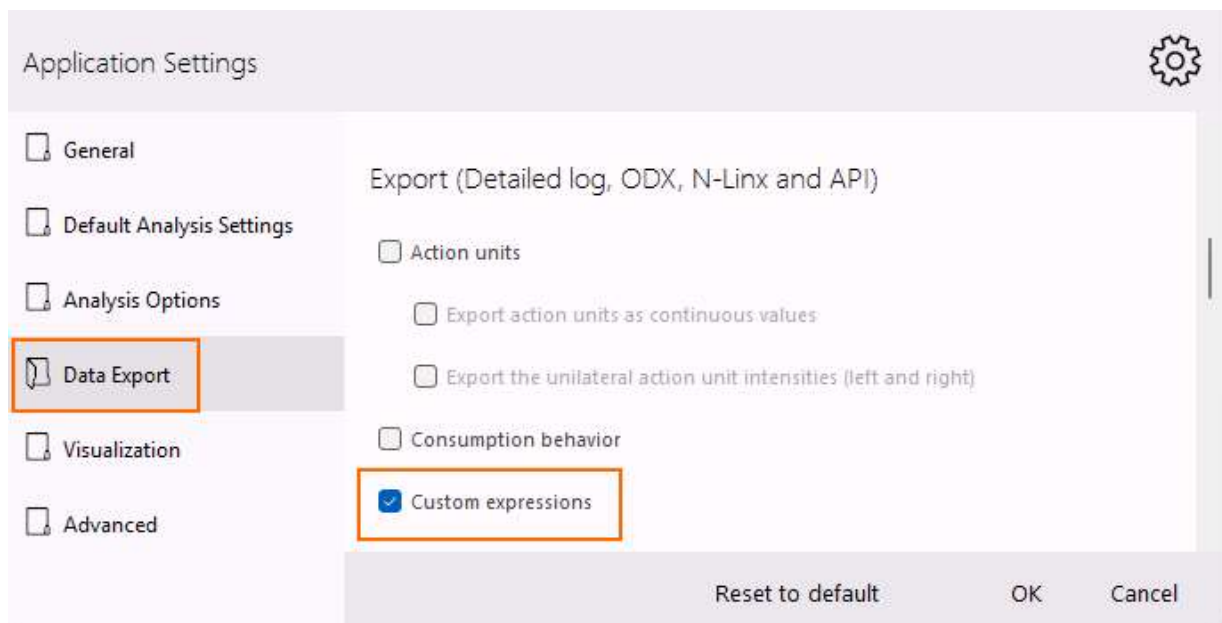 Application Settings
General
Default Analysis Settings
Analysis Options
Data Export
Visualization
Advanced
Export (Detailed log, ODX, N-Linx and API)
Action units
Export action units as continuous values
Export the unilateral action unit intensities (left and right)
Consumption behavior
Custom expressions
Reset to default
OK
Cancel